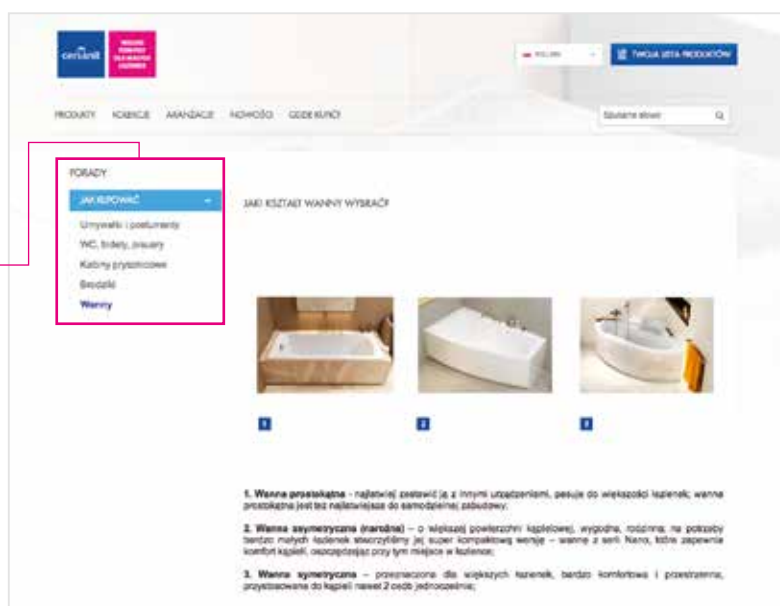 cersanit
POLSKI
TWOJA LISTA PRODUKTÓW
PRODUKTY KOLEKCJE ARANŻACJE NOWOŚCI GDZIE KUPIĆ?
Szukane słowo
PORADY
JAK KUPOWAĆ
Umywalki i postumenty
WC, bidety, pisuary
Kabiny prysznicowe
Brodziki
Wanny
JAKI KSZTAŁT WANNY WYBRAĆ?
1 2 3
1. Wanna prostokątna - najłatwiej zestawić ją z innymi urządzeniami, pasuje do większości łazienek; wanna
prostokątna jest też najłatwiejsza do samodzielnej zabudowy;
2. Wanna asymetryczna (narożna) – o większej powierzchni kąpielowej, wygodna, rodzinna; na potrzeby
bardzo małych łazienek stworzyliśmy jej super kompaktową wersję – wannę z serii Nano, która zapewnia
komfort kąpieli, oszczędzając przy tym miejsce w łazience;
3. Wanna symetryczna – przeznaczona dla większych łazienek, bardzo komfortowa i przestronna,
przystosowana do kąpieli nawet 2 osób jednocześnie;